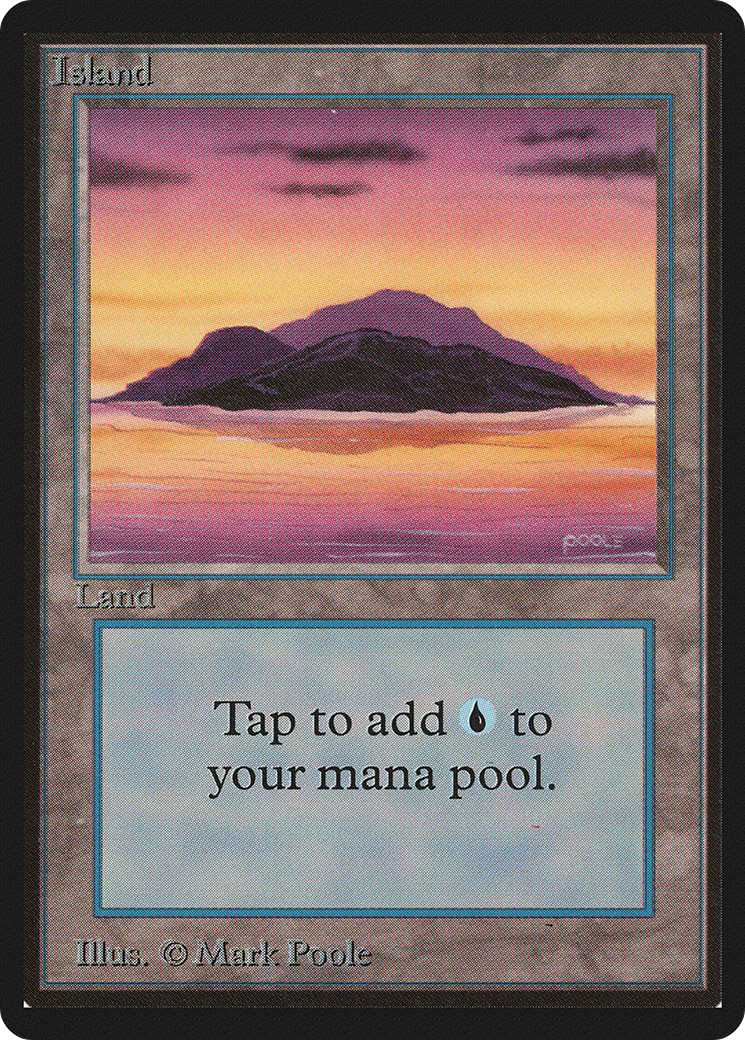 Island
POOLE
Land
Tap to add to
your mana pool.
Illus. © Mark Poole